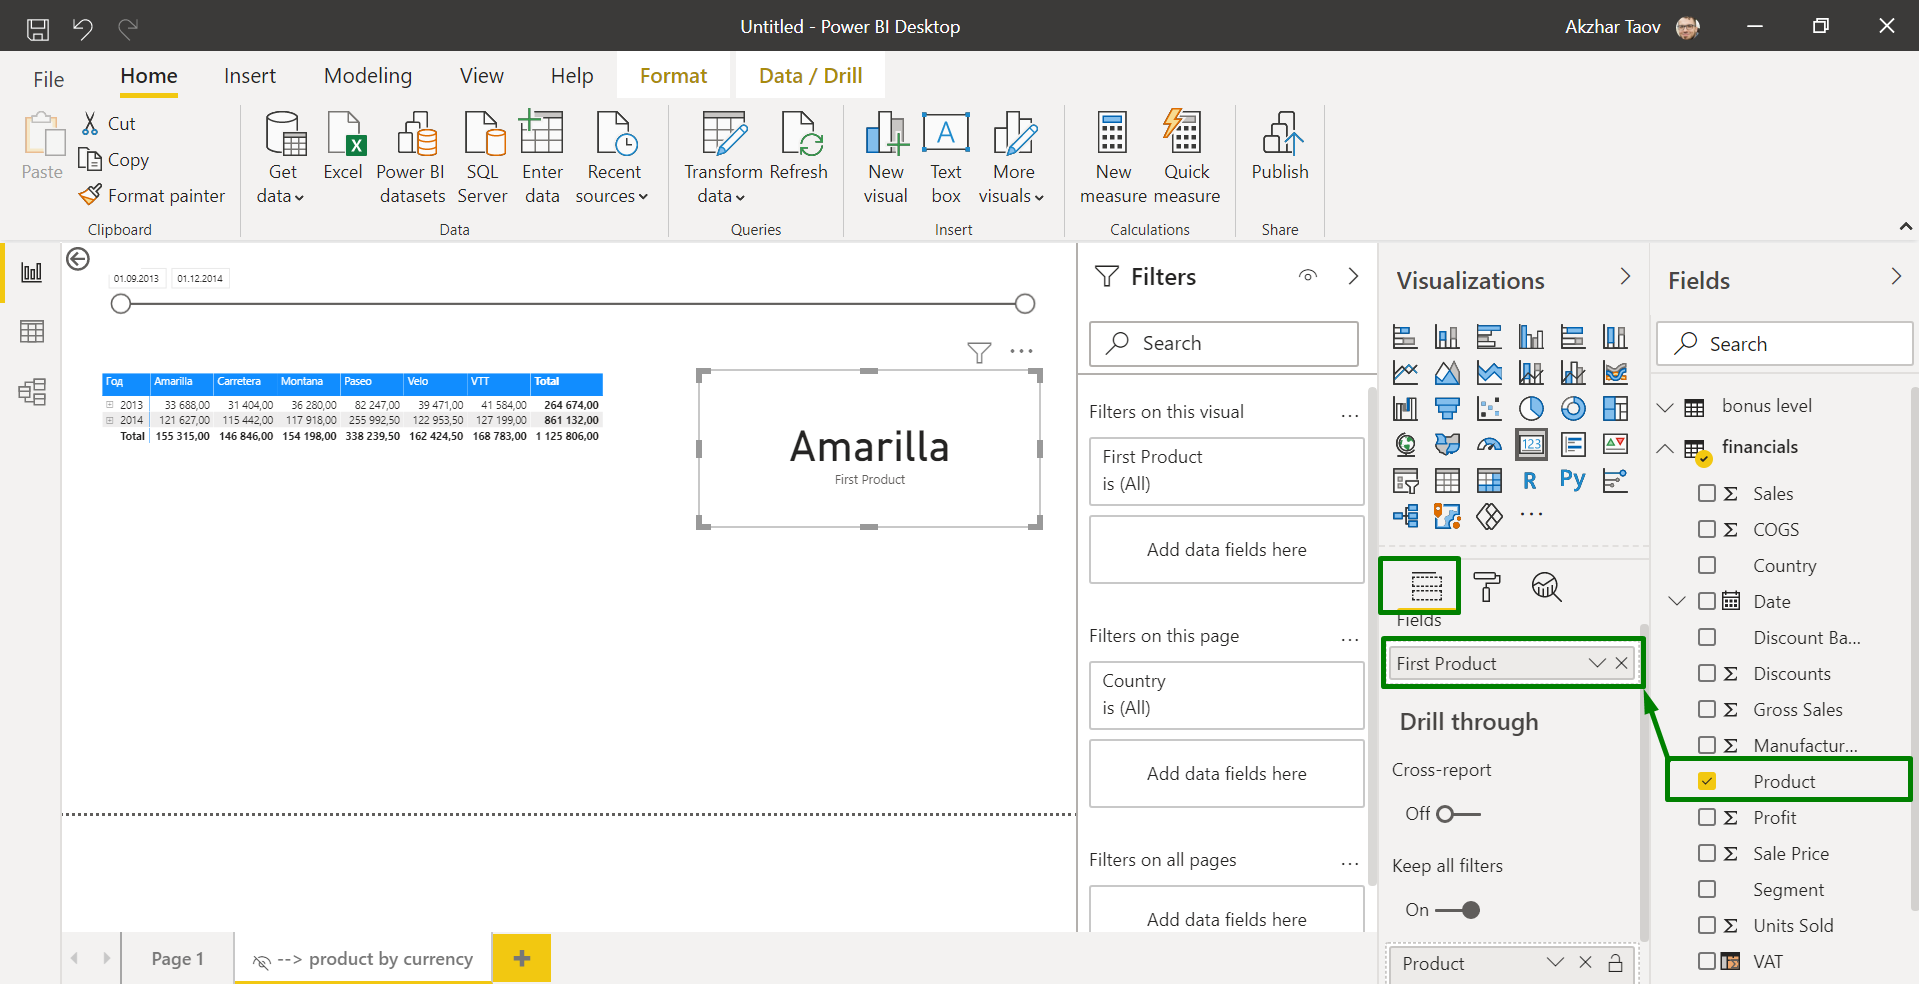 Untitled - Power BI Desktop
Akzhar Taov
File Home Insert Modeling View Help Format Data / Drill
Paste
Cut
Copy
Format painter
Clipboard
Get data
Excel
Power BI datasets
SQL Server
Enter data
Recent sources
Data
Transform data
Refresh
Queries
New visual
Text box
More visuals
Insert
New measure
Quick measure
Calculations
Publish
Share
01.09.2013 01.12.2014
Год Amarilla Carretera Montana Paseo Velo VTT Total
2013 33 688,00 31 404,00 36 280,00 82 247,00 39 471,00 41 584,00 264 674,00
2014 121 627,00 115 442,00 117 918,00 255 992,50 122 953,50 127 199,00 861 132,00
Total 155 315,00 146 846,00 154 198,00 338 239,50 162 424,50 168 783,00 1 125 806,00
Amarilla
First Product
Filters
Search
Filters on this visual ...
First Product
is (All)
Add data fields here
Filters on this page ...
Country
is (All)
Add data fields here
Filters on all pages ...
Add data fields here
Visualizations
123
R Py
...
Fields
First Product
Drill through
Cross-report
Off
Keep all filters
On
Product
Fields
Search
bonus level
financials
Σ Sales
Σ COGS
Country
Date
Discount Ba...
Σ Discounts
Σ Gross Sales
Σ Manufactur...
Product
Σ Profit
Σ Sale Price
Segment
Σ Units Sold
VAT
Page 1
--> product by currency
+